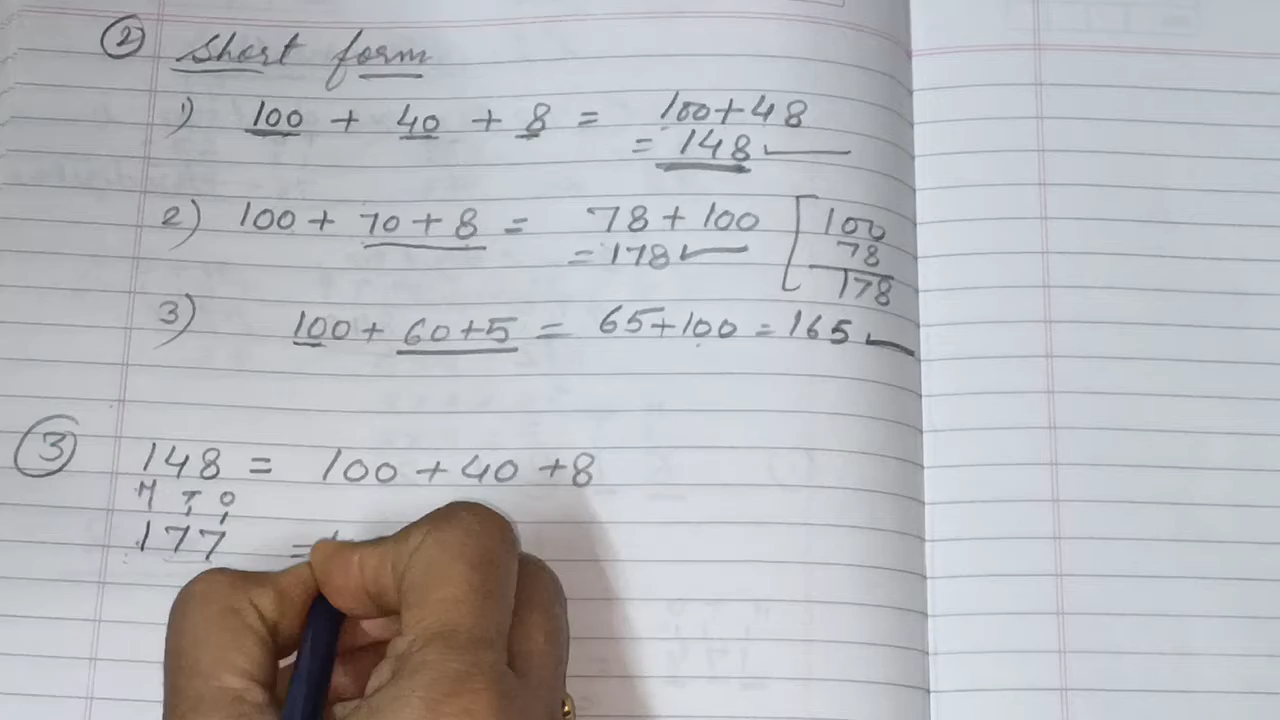 ② Short form
1) 100 + 40 + 8 = 100+48
= 148
2) 100 + 70 + 8 = 78 + 100
= 178
100
78
178
3) 100 + 60+5 = 65+100 = 165
③ 148 = 100 + 40 + 8
H T O
177 =